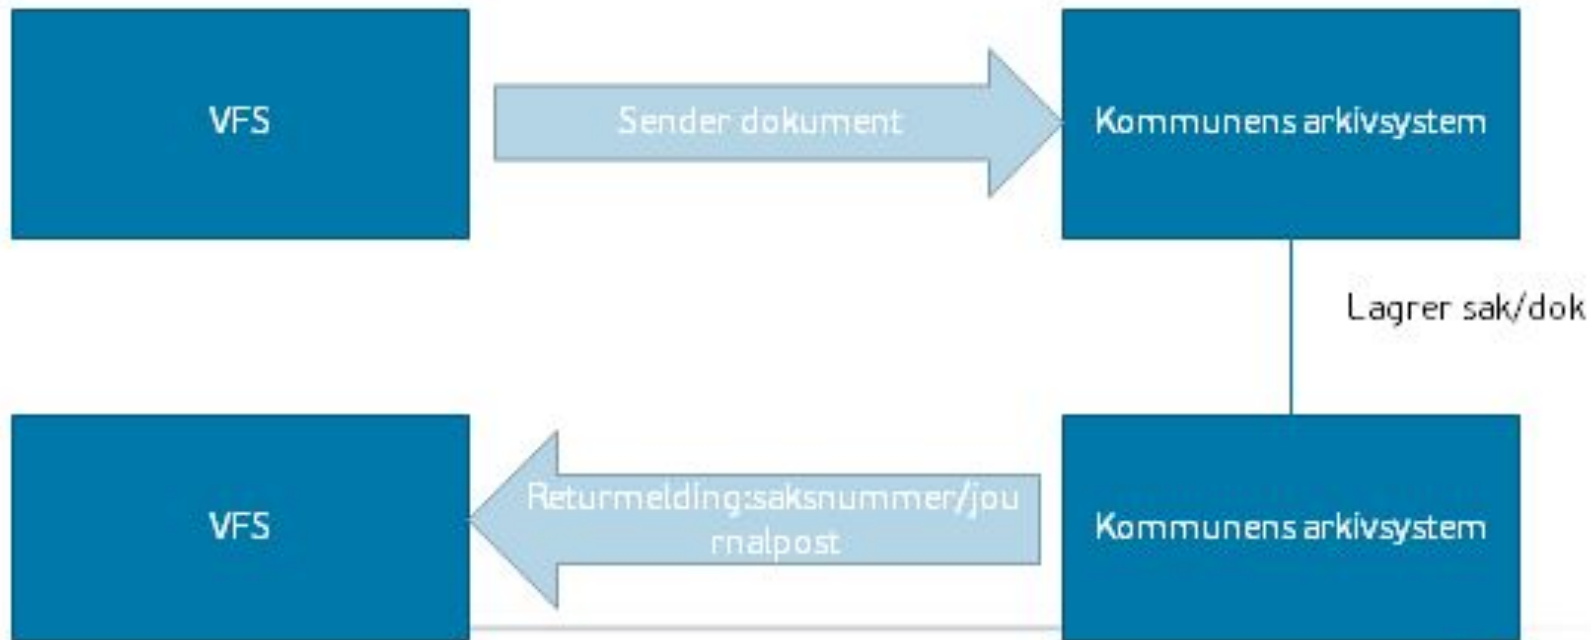 VFS
Sender dokument
Kommunens arkivsystem
Lagrer sak/dok
VFS
Returmelding:saksnummer/jou
rnalpost
Kommunens arkivsystem